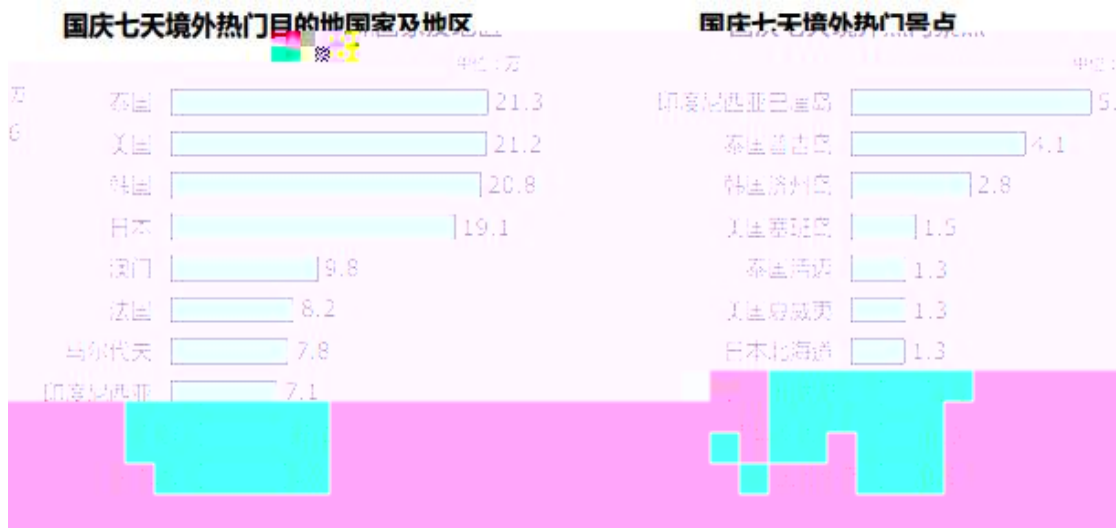 国庆七天境外热门目的地国家及地区
单位：万
泰国 21.3
美国 21.2
韩国 20.8
日本 19.1
澳门 9.8
法国 8.2
马尔代夫 7.8
印度尼西亚 7.1
国庆七天境外热门景点
单位：
印度尼西亚巴厘岛 5.
泰国普吉岛 4.1
韩国济州岛 2.8
美国塞班岛 1.5
泰国清迈 1.3
美国夏威夷 1.3
日本北海道 1.3